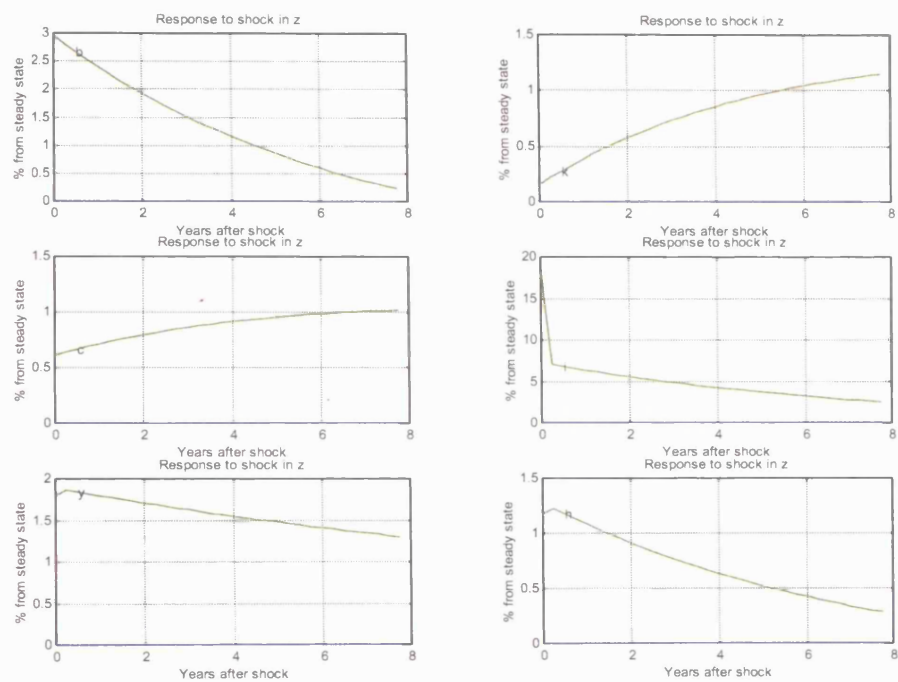 Response to shock in z
% from steady state
3
2.5
2
1.5
1
0.5
0
b
0 2 4 6 8
Years after shock
Response to shock in z
% from steady state
1.5
1
0.5
0
x
0 2 4 6 8
Years after shock
Response to shock in z
% from steady state
1.5
1
0.5
0
c
0 2 4 6 8
Years after shock
Response to shock in z
% from steady state
20
15
10
5
0
i
0 2 4 6 8
Years after shock
Response to shock in z
% from steady state
2
1.5
1
0.5
0
y
0 2 4 6 8
Years after shock
Response to shock in z
% from steady state
1.5
1
0.5
0
h
0 2 4 6 8
Years after shock